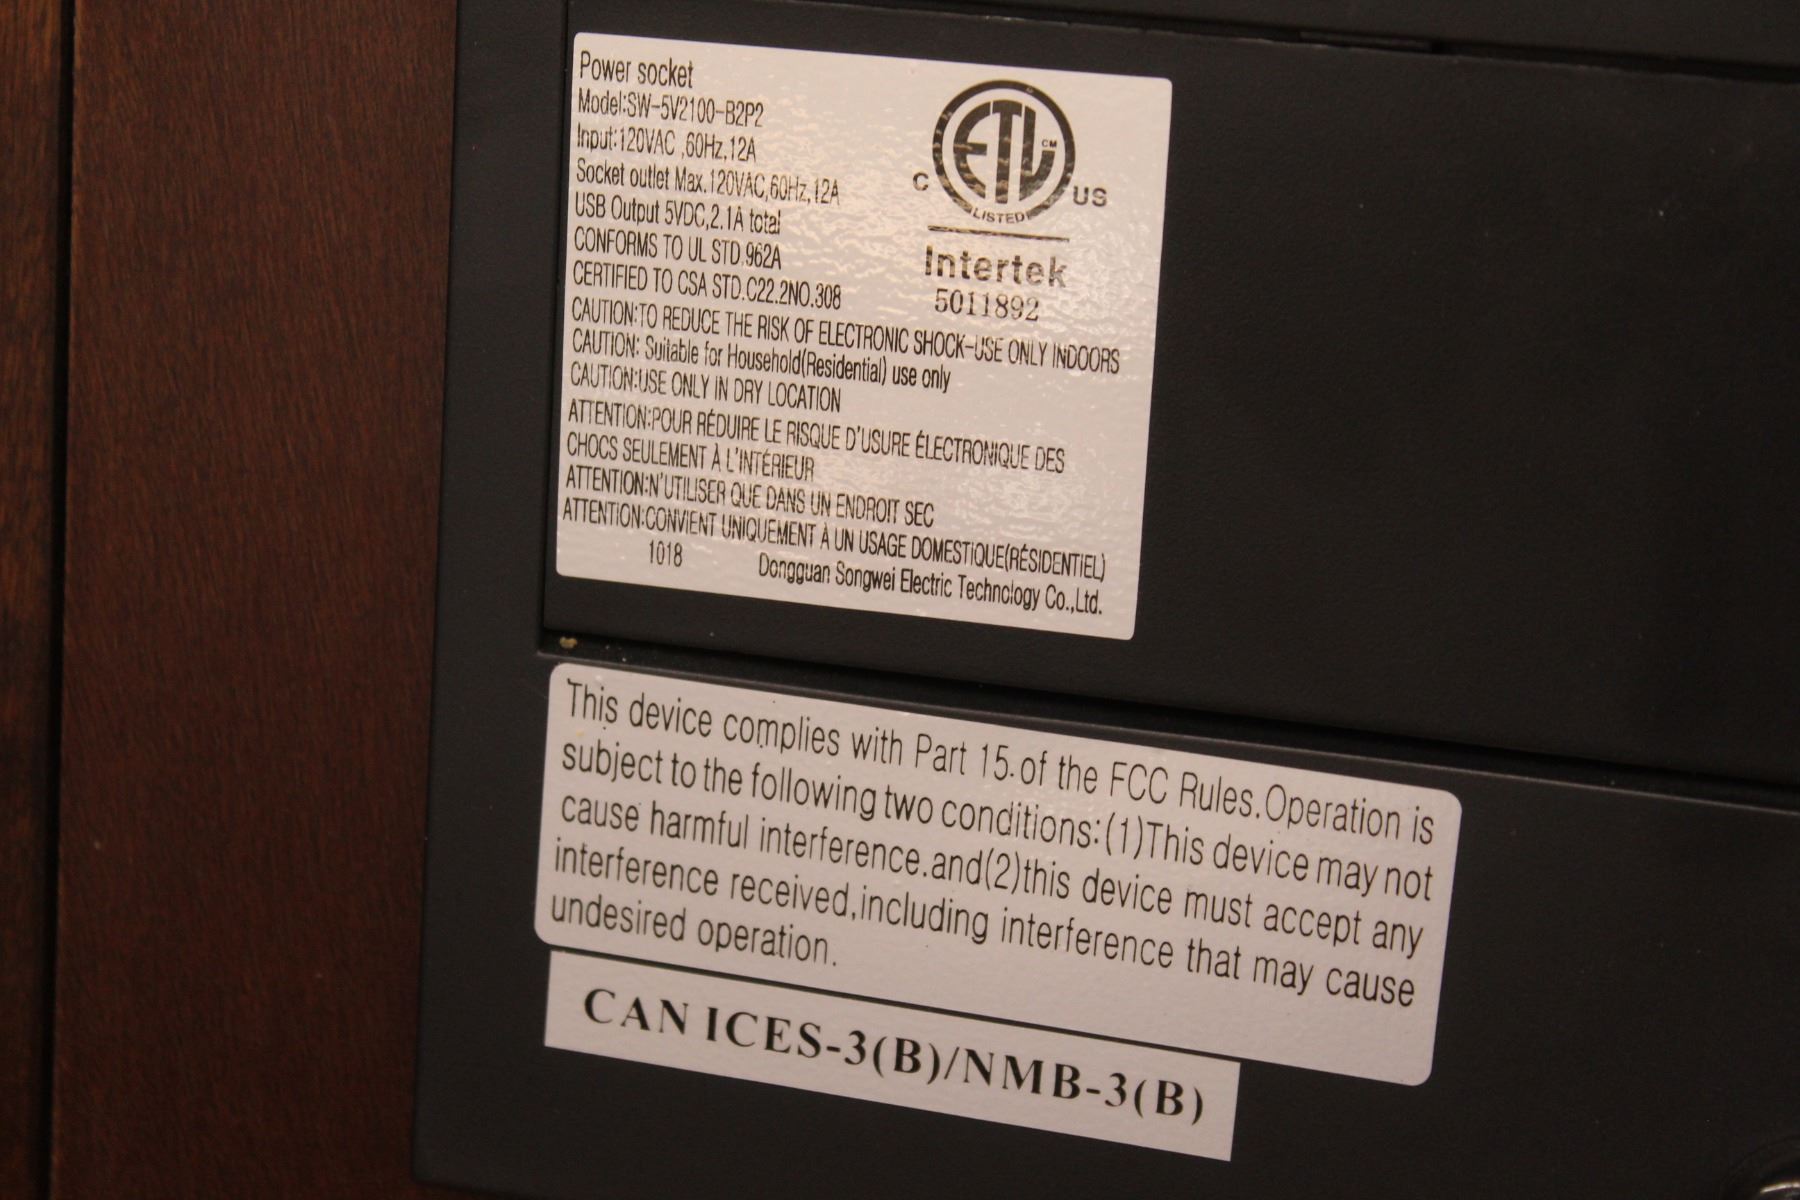 Power socket
Model:SW-5V2100-B2P2
Input:120VAC ,60Hz,12A
Socket outlet Max.120VAC,60Hz,12A
USB Output 5VDC,2.1A total
CONFORMS TO UL STD.962A
CERTIFIED TO CSA STD.C22.2NO.308
C ETL CM US
LISTED
Intertek
5011892
CAUTION:TO REDUCE THE RISK OF ELECTRONIC SHOCK-USE ONLY INDOORS
CAUTION: Suitable for Household(Residential) use only
CAUTION:USE ONLY IN DRY LOCATION
ATTENTION:POUR RÉDUIRE LE RISQUE D'USURE ÉLECTRONIQUE DES
CHOCS SEULEMENT À L'INTÉRIEUR
ATTENTION:N'UTILISER QUE DANS UN ENDROIT SEC
ATTENTION:CONVIENT UNIQUEMENT À UN USAGE DOMESTIQUE(RÉSIDENTIEL)
1018 Dongguan Songwei Electric Technology Co.,Ltd.
This device complies with Part 15.of the FCC Rules.Operation is
subject to the following two conditions:(1)This device may not
cause harmful interference.and(2)this device must accept any
interference received,including interference that may cause
undesired operation.
CAN ICES-3(B)/NMB-3(B)